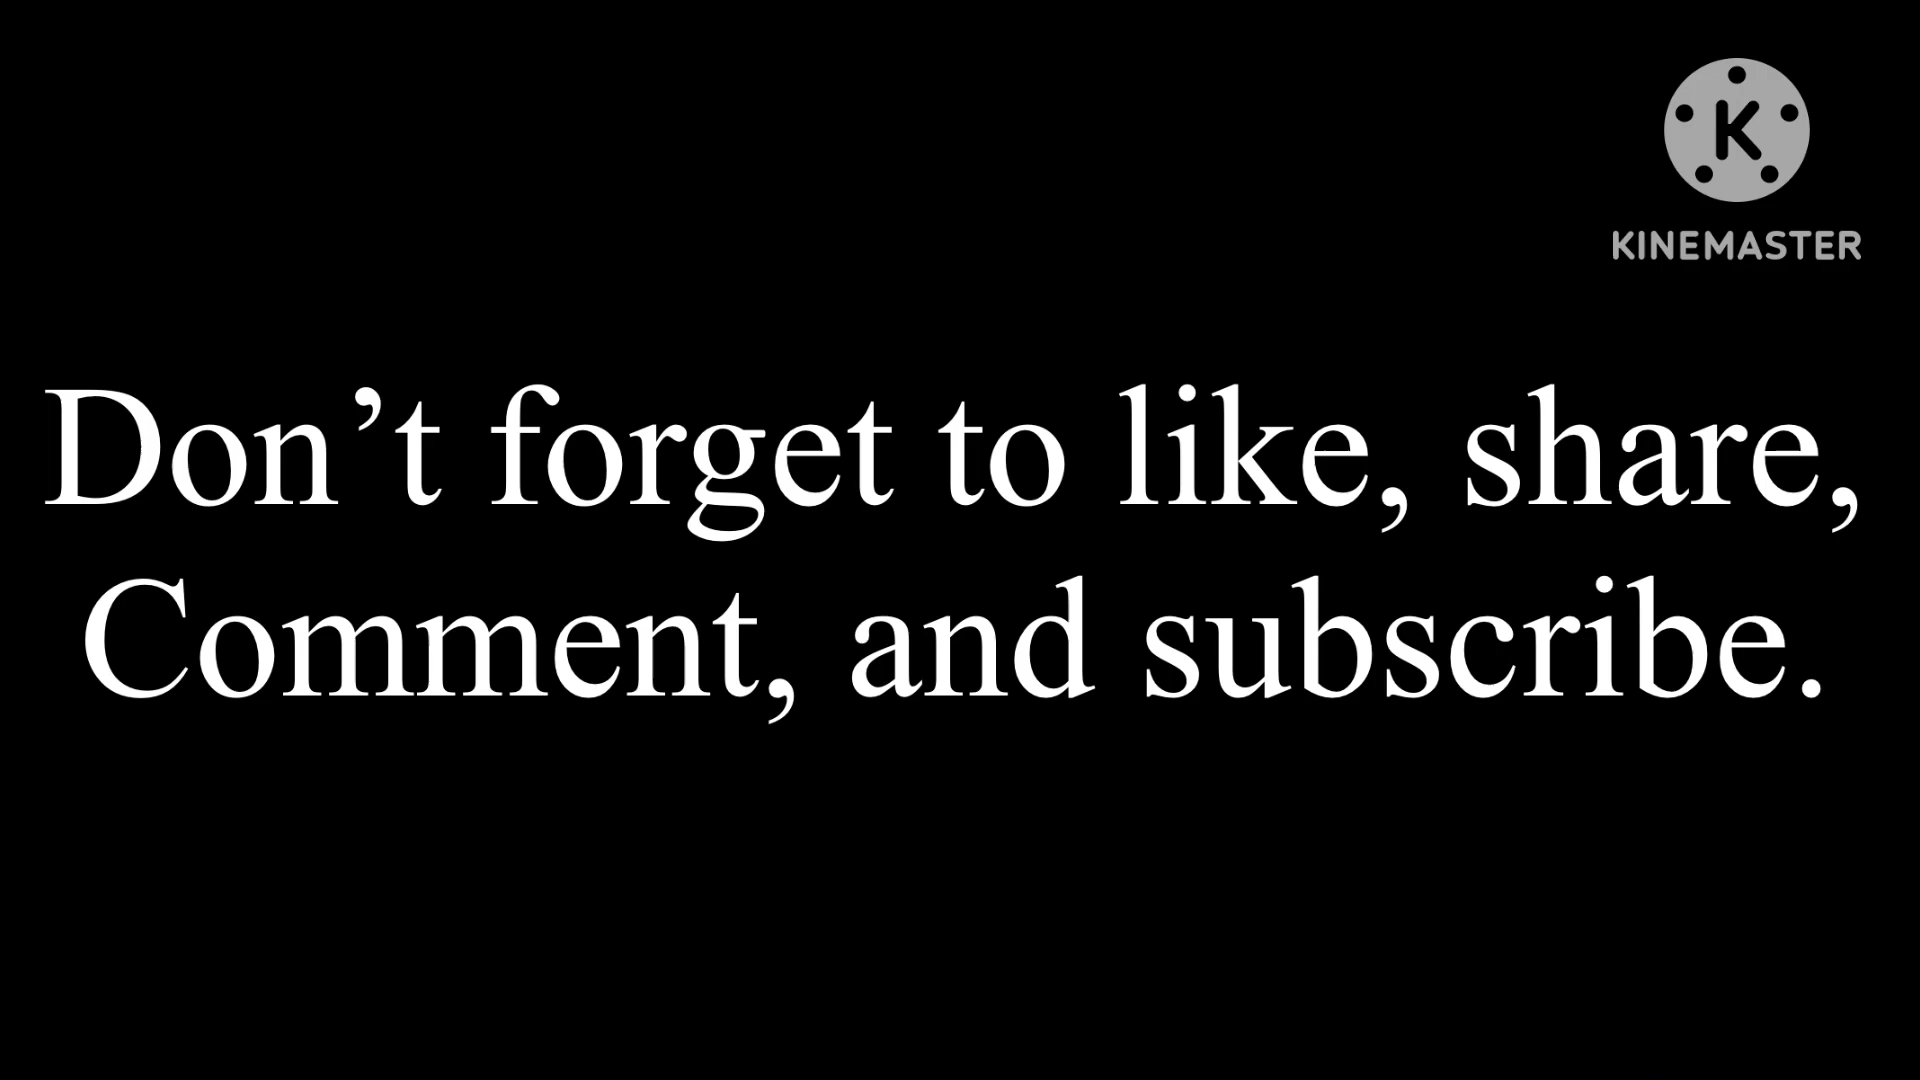 K
KINEMASTER
Don’t forget to like, share,
Comment, and subscribe.